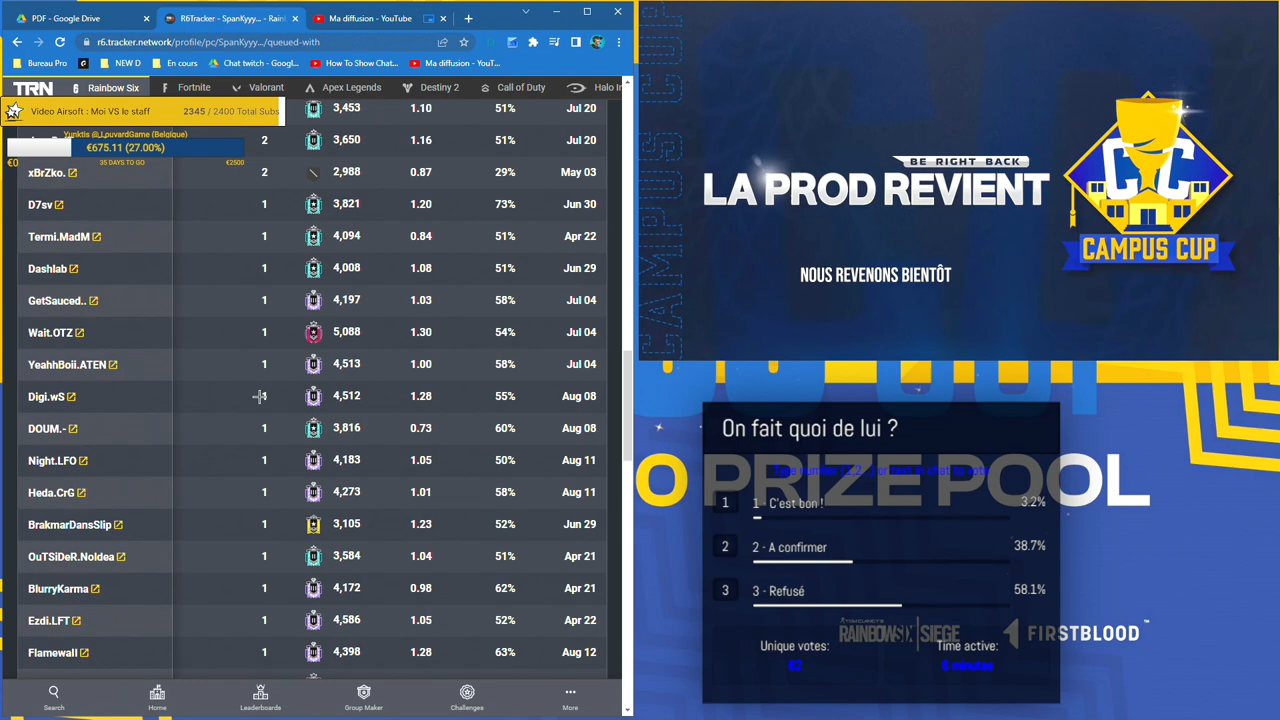 PDF - Google Drive
R6Tracker - SpanKyyy... - Rain
Ma diffusion - YouTube
r6.tracker.network/profile/pc/SpanKyyy.../queued-with
Bureau Pro
NEW D
En cours
Chat twitch - Googl...
How To Show Chat...
Ma diffusion - YouT...
TRN
Rainbow Six
Fortnite
Valorant
Apex Legends
Destiny 2
Call of Duty
Halo In
Video Airsoft : Moi VS le staff 2345 / 2400 Total Subs
Yunktis @_LouvardGame (Belgique)
€675.11 (27.00%)
€0 35 DAYS TO GO €2500
3,453 1.10 51% Jul 20
2 3,650 1.16 51% Jul 20
xBrZko. 2 2,988 0.87 29% May 03
D7sv 1 3,821 1.20 73% Jun 30
Termi.MadM 1 4,094 0.84 51% Apr 22
Dashlab 1 4,008 1.08 51% Jun 29
GetSauced.. 1 4,197 1.03 58% Jul 04
Wait.OTZ 1 5,088 1.30 54% Jul 04
YeahhBoii.ATEN 1 4,513 1.00 58% Jul 04
Digi.wS 4,512 1.28 55% Aug 08
DOUM.- 1 3,816 0.73 60% Aug 08
Night.LFO 1 4,183 1.05 50% Aug 11
Heda.CrG 1 4,273 1.01 58% Aug 11
BrakmarDansSlip 1 3,105 1.23 52% Jun 29
OuTSiDeR.NoIdea 1 3,584 1.04 51% Apr 21
BlurryKarma 1 4,172 0.98 62% Apr 21
Ezdi.LFT 1 4,586 1.05 52% Apr 22
Flamewall 1 4,398 1.28 63% Aug 12
Search
Home
Leaderboards
Group Maker
Challenges
More
CAMPUS CUP
BE RIGHT BACK
LA PROD REVIENT
NOUS REVENONS BIENTÔT
CC
CAMPUS CUP
On fait quoi de lui ?
O PRIZE POOL
1 1 - C'est bon ! 3.2%
2 2 - A confirmer 38.7%
3 3 - Refusé 58.1%
TOM CLANCY'S
RAINBOW SIX SIEGE
FIRSTBLOOD™
Unique votes:
62
Time active:
6 minutes